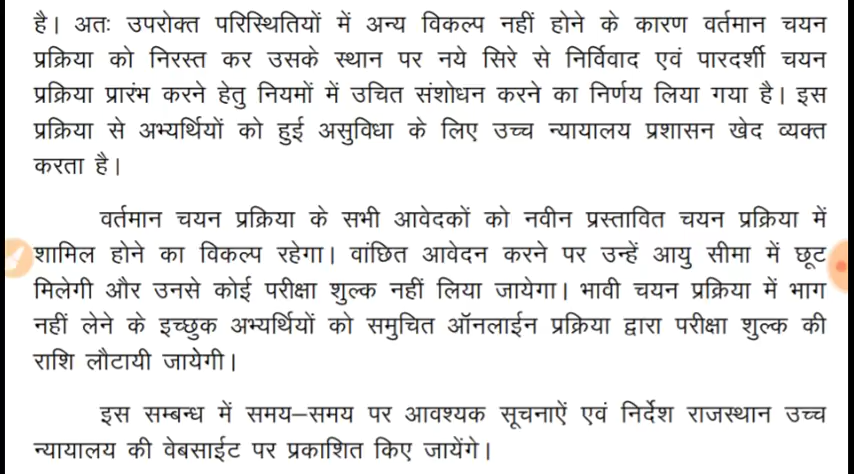 है। अतः उपरोक्त परिस्थितियों में अन्य विकल्प नहीं होने के कारण वर्तमान चयन
प्रक्रिया को निरस्त कर उसके स्थान पर नये सिरे से निर्विवाद एवं पारदर्शी चयन
प्रक्रिया प्रारंभ करने हेतु नियमों में उचित संशोधन करने का निर्णय लिया गया है। इस
प्रक्रिया से अभ्यर्थियों को हुई असुविधा के लिए उच्च न्यायालय प्रशासन खेद व्यक्त
करता है।
वर्तमान चयन प्रक्रिया के सभी आवेदकों को नवीन प्रस्तावित चयन प्रक्रिया में
शामिल होने का विकल्प रहेगा। वांछित आवेदन करने पर उन्हें आयु सीमा में छूट
मिलेगी और उनसे कोई परीक्षा शुल्क नहीं लिया जायेगा। भावी चयन प्रक्रिया में भाग
नहीं लेने के इच्छुक अभ्यर्थियों को समुचित ऑनलाईन प्रक्रिया द्वारा परीक्षा शुल्क की
राशि लौटायी जायेगी।
इस सम्बन्ध में समय–समय पर आवश्यक सूचनाऐं एवं निर्देश राजस्थान उच्च
न्यायालय की वेबसाईट पर प्रकाशित किए जायेंगे।